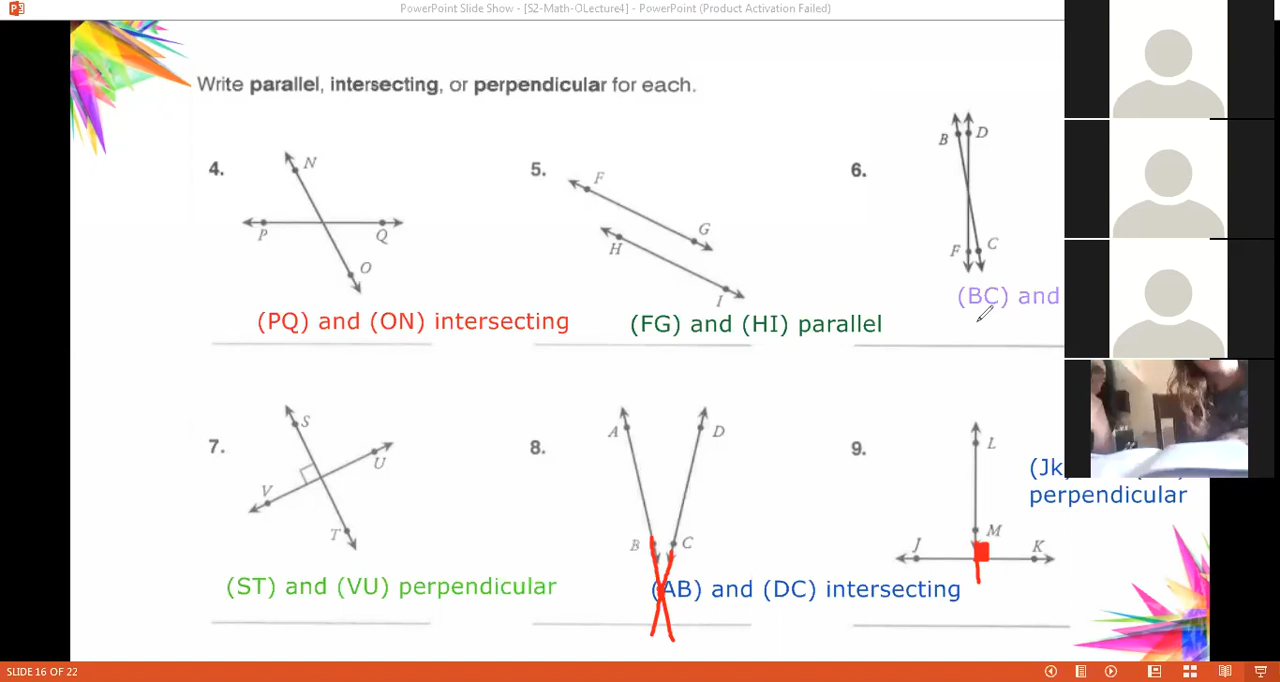 PowerPoint Slide Show - [S2-Math-OLecture4] - PowerPoint (Product Activation Failed)
Write parallel, intersecting, or perpendicular for each.
4.
N
P
Q
O
(PQ) and (ON) intersecting
5.
F
G
H
I
(FG) and (HI) parallel
6.
B
D
F
C
(BC) and
7.
S
U
V
T
(ST) and (VU) perpendicular
8.
A
D
B
C
(AB) and (DC) intersecting
9.
L
M
J
K
(Jk)
perpendicular
SLIDE 16 OF 22